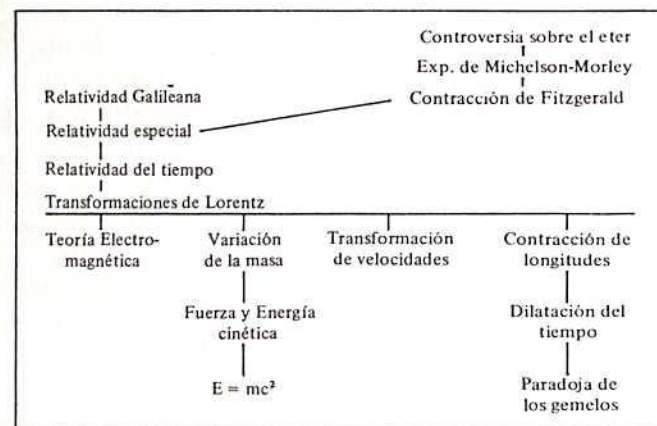 Controversia sobre el eter
Exp. de Michelson-Morley
Relatividad Galileana
Contracción de Fitzgerald
Relatividad especial
Relatividad del tiempo
Transformaciones de Lorentz
Teoría Electro-
magnética
Variación
de la masa
Transformación
de velocidades
Contracción de
longitudes
Fuerza y Energía
cinética
Dilatación del
tiempo
E = mc²
Paradoja de
los gemelos